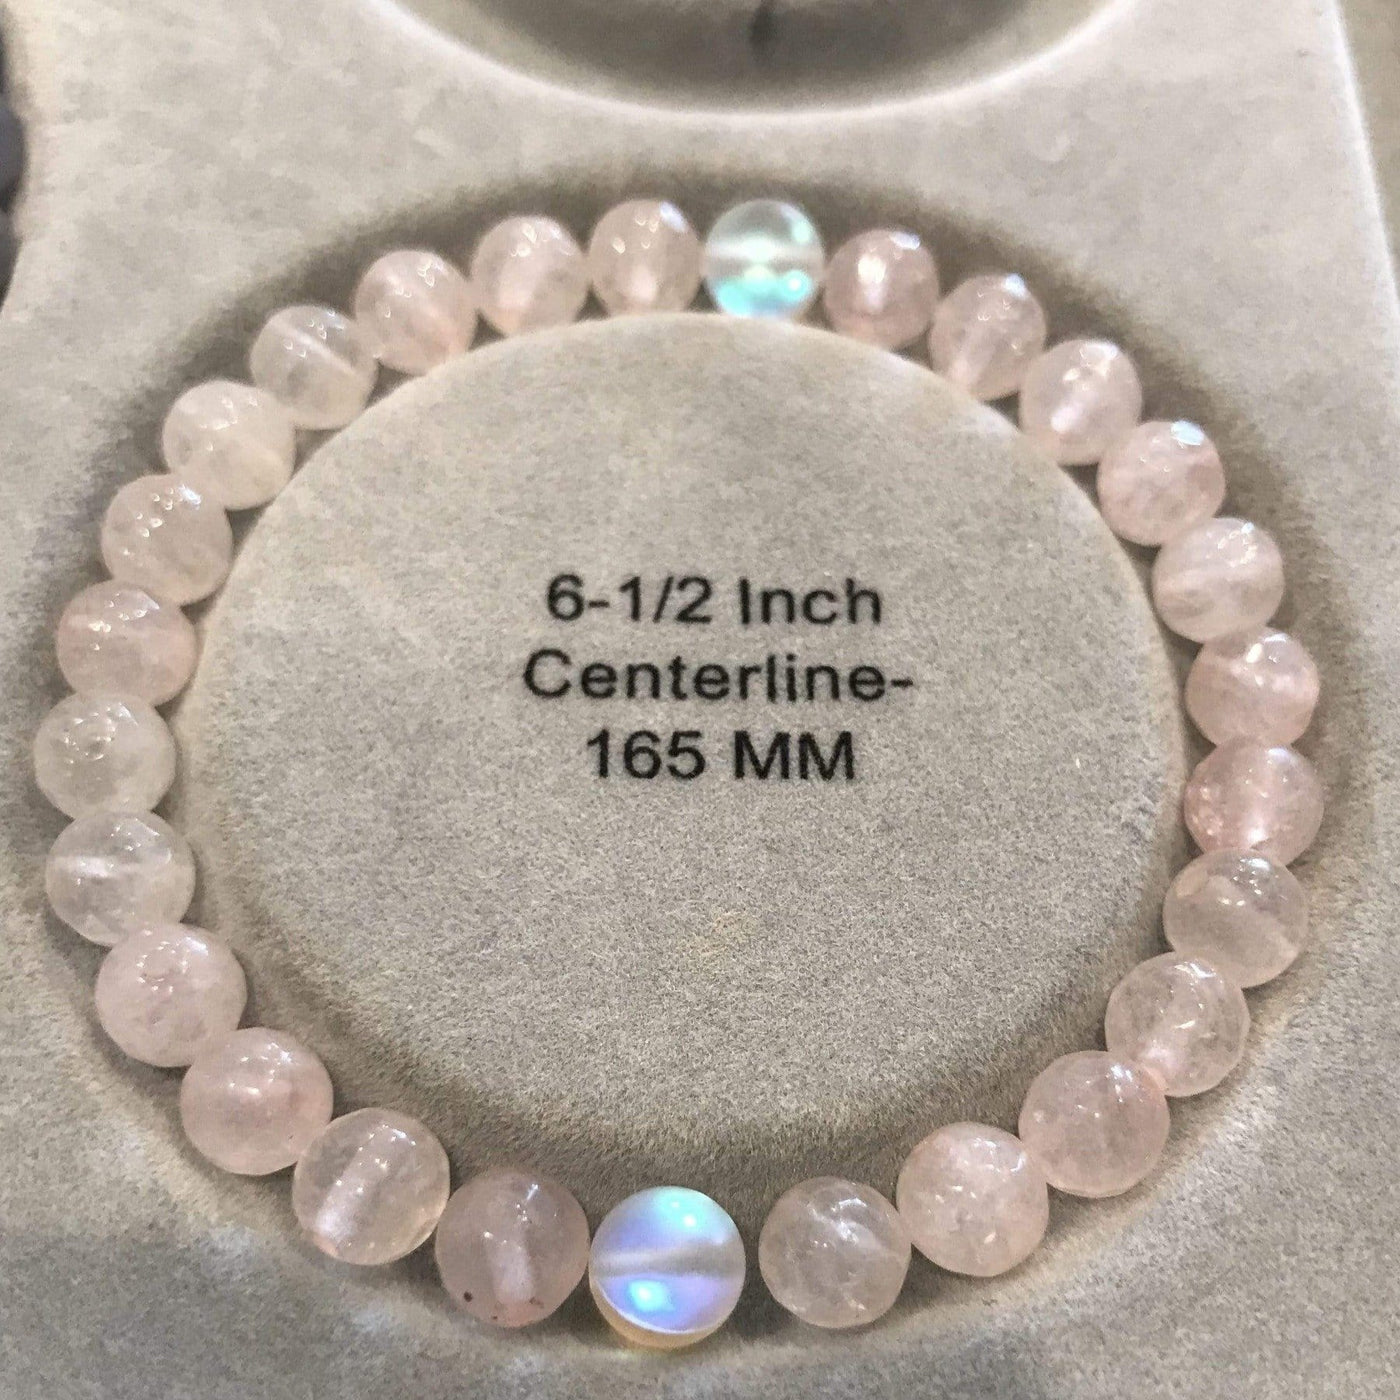 6-1/2 Inch
Centerline-
165 MM